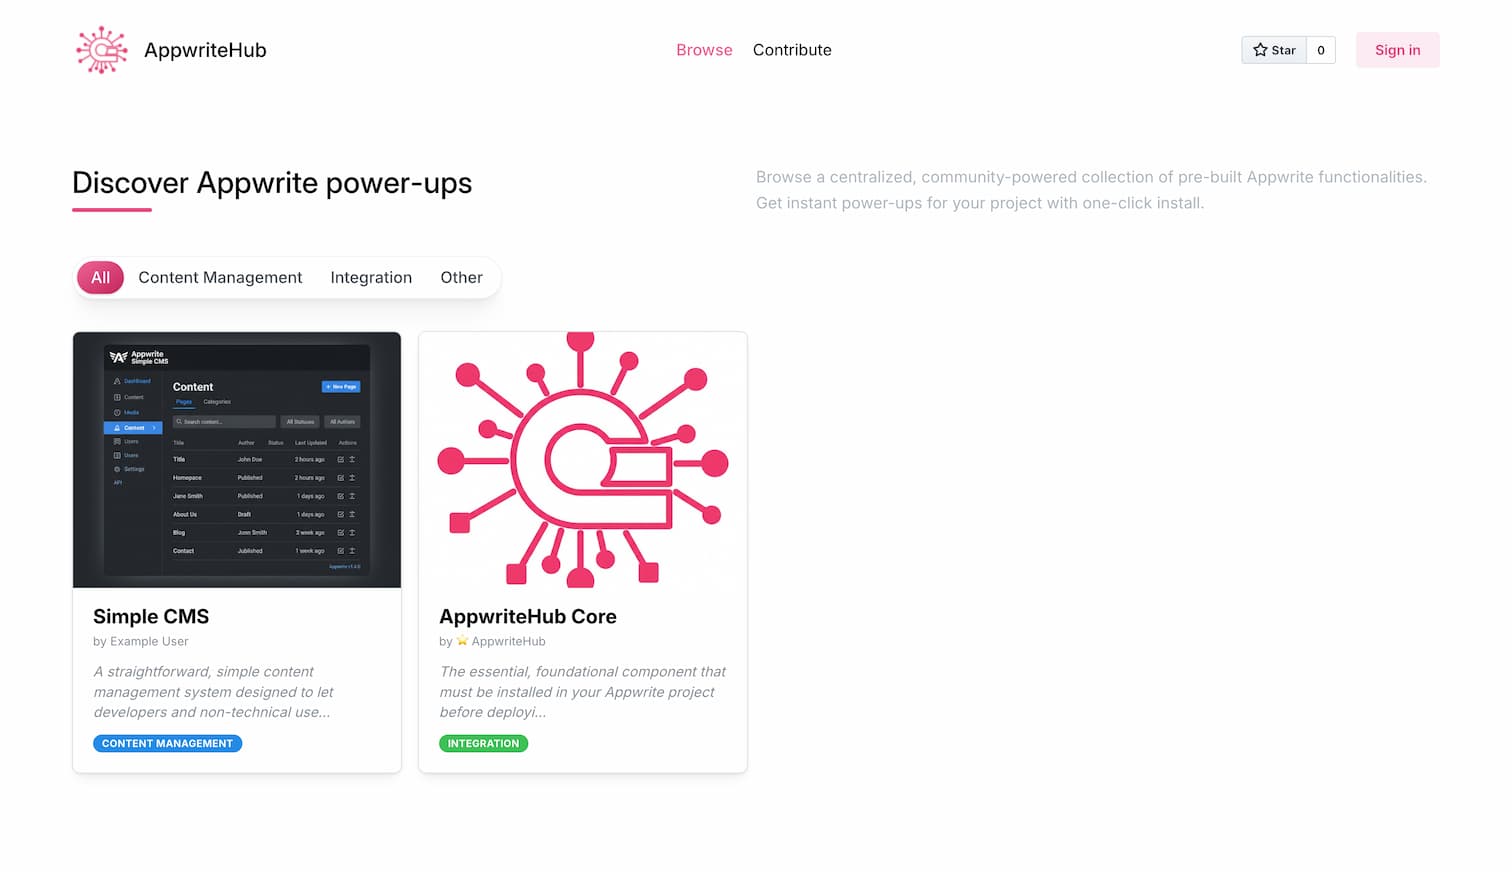 AppwriteHub
Browse
Contribute
Star
0
Sign in
Discover Appwrite power-ups
Browse a centralized, community-powered collection of pre-built Appwrite functionalities.
Get instant power-ups for your project with one-click install.
All
Content Management
Integration
Other
Appwrite
Simple CMS
Dashboard
Content
Media
Content
Users
Users
Settings
API
Content
+ New Page
Pages Categories
Search content...
All Statuses
All Authors
Title Author Status Last Updated Actions
Title John Doe 2 hours ago
Homepace Published 2 hours ago
Jane Smith Published 1 days ago
About Us Draft 1 days ago
Blog Jonn Smith 3 week ago
Contact Jublished 1 week ago
Simple CMS
by Example User
A straightforward, simple content
management system designed to let
developers and non-technical use...
CONTENT MANAGEMENT
AppwriteHub Core
by ⭐ AppwriteHub
The essential, foundational component that
must be installed in your Appwrite project
before deployi...
INTEGRATION